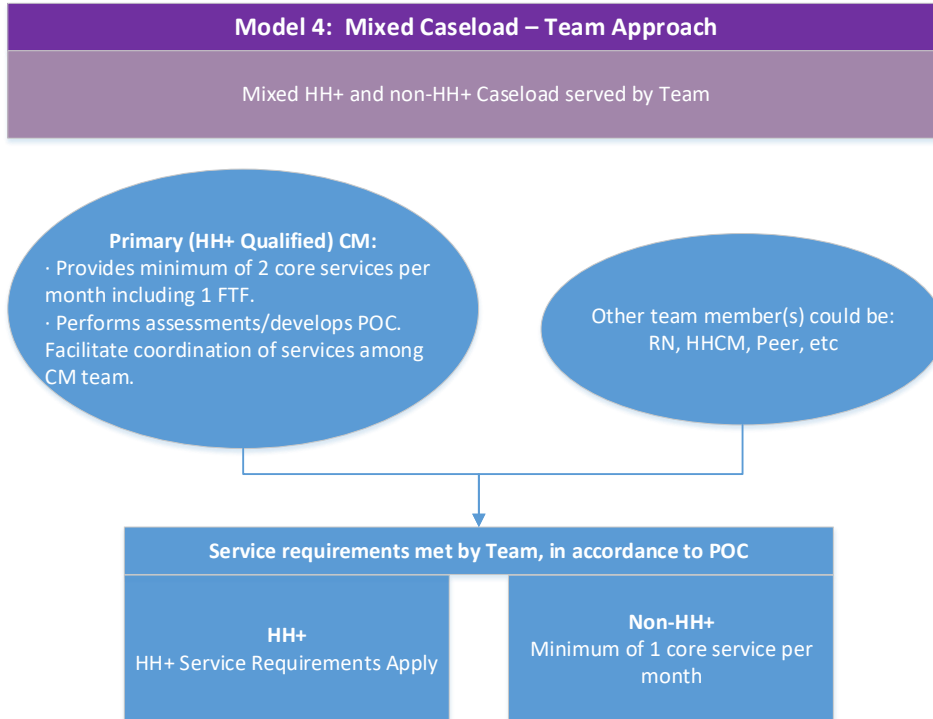 Model 4:  Mixed Caseload – Team Approach
Mixed HH+ and non-HH+ Caseload served by Team
Primary (HH+ Qualified) CM:
· Provides minimum of 2 core services per
month including 1 FTF.
· Performs assessments/develops POC.
Facilitate coordination of services among
CM team.
Other team member(s) could be:
RN, HHCM, Peer, etc
Service requirements met by Team, in accordance to POC
HH+
HH+ Service Requirements Apply
Non-HH+
Minimum of 1 core service per
month